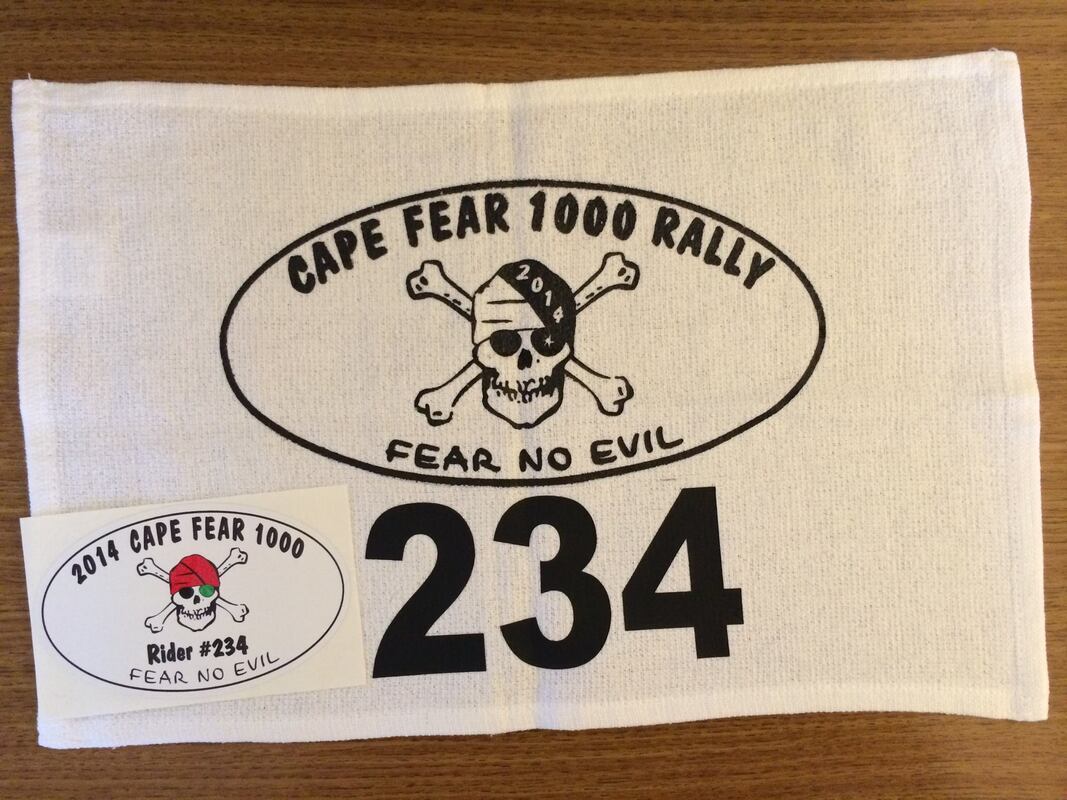 CAPE FEAR 1000 RALLY
2014
FEAR NO EVIL
234
2014 CAPE FEAR 1000
Rider #234
FEAR NO EVIL